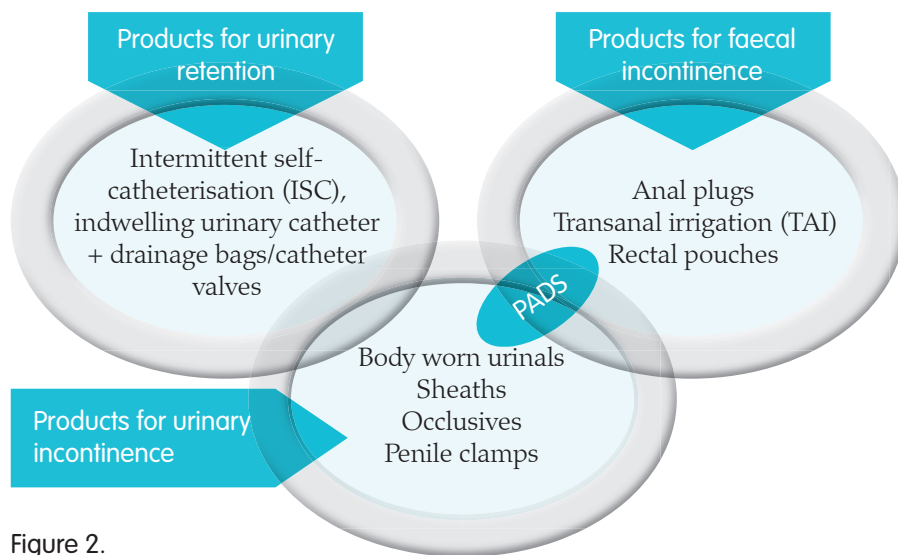 Products for urinary
retention
Products for faecal
incontinence
Intermittent self-
catheterisation (ISC),
indwelling urinary catheter
+ drainage bags/catheter
valves
Anal plugs
Transanal irrigation (TAI)
Rectal pouches
PADS
Body worn urinals
Sheaths
Occlusives
Penile clamps
Products for urinary
incontinence
Figure 2.